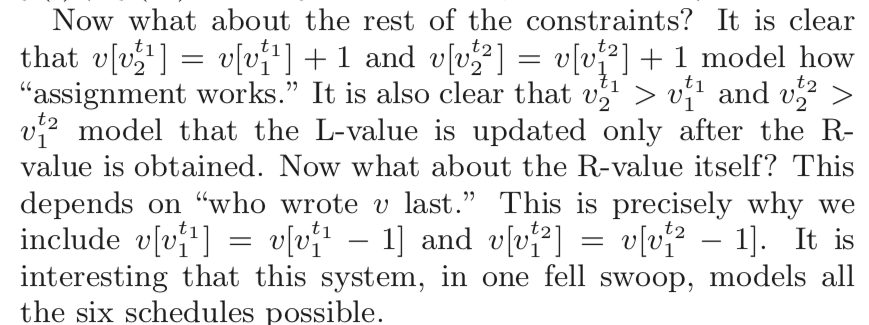 Now what about the rest of the constraints? It is clear
that $v[v_2^{t_1}] = v[v_1^{t_1}] + 1$ and $v[v_2^{t_2}] = v[v_1^{t_2}] + 1$ model how
“assignment works.” It is also clear that $v_2^{t_1} > v_1^{t_1}$ and $v_2^{t_2} >$
$v_1^{t_2}$ model that the L-value is updated only after the R-
value is obtained. Now what about the R-value itself? This
depends on “who wrote $v$ last.” This is precisely why we
include $v[v_1^{t_1}] = v[v_1^{t_1} - 1]$ and $v[v_1^{t_2}] = v[v_1^{t_2} - 1]$. It is
interesting that this system, in one fell swoop, models all
the six schedules possible.